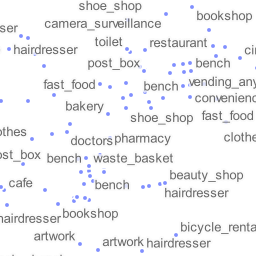 shoe_shop
bookshop
camera_surveillance
ser
toilet
restaurant
hairdresser
cir
post_box
bench
fast_food
bench
vending_any
bakery
convenienc
shoe_shop
fast_food
othes
doctors
pharmacy
clothe
ost_box
bench
waste_basket
cafe
bench
beauty_shop
hairdresser
hairdresser
bookshop
bicycle_renta
artwork
artwork
hairdresser